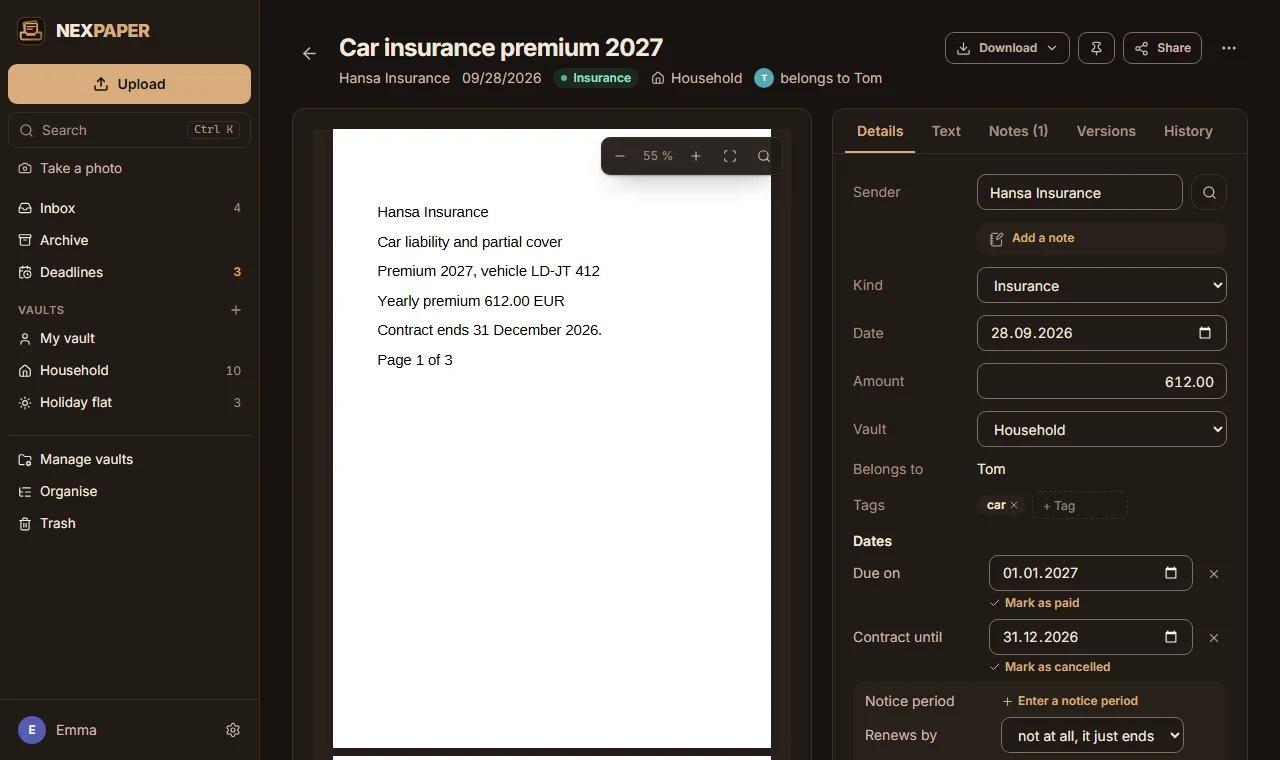 NEXPAPER
Upload
Search Ctrl K
Take a photo
Inbox 4
Archive
Deadlines 3
VAULTS
My vault
Household 10
Holiday flat 3
Manage vaults
Organise
Trash
E Emma
Car insurance premium 2027
Hansa Insurance 09/28/2026 Insurance Household T belongs to Tom
Download Share
55 %
Hansa Insurance
Car liability and partial cover
Premium 2027, vehicle LD-JT 412
Yearly premium 612.00 EUR
Contract ends 31 December 2026.
Page 1 of 3
Details Text Notes (1) Versions History
Sender Hansa Insurance
Add a note
Kind Insurance
Date 28.09.2026
Amount 612.00
Vault Household
Belongs to Tom
Tags car + Tag
Dates
Due on 01.01.2027
Mark as paid
Contract until 31.12.2026
Mark as cancelled
Notice period + Enter a notice period
Renews by not at all, it just ends